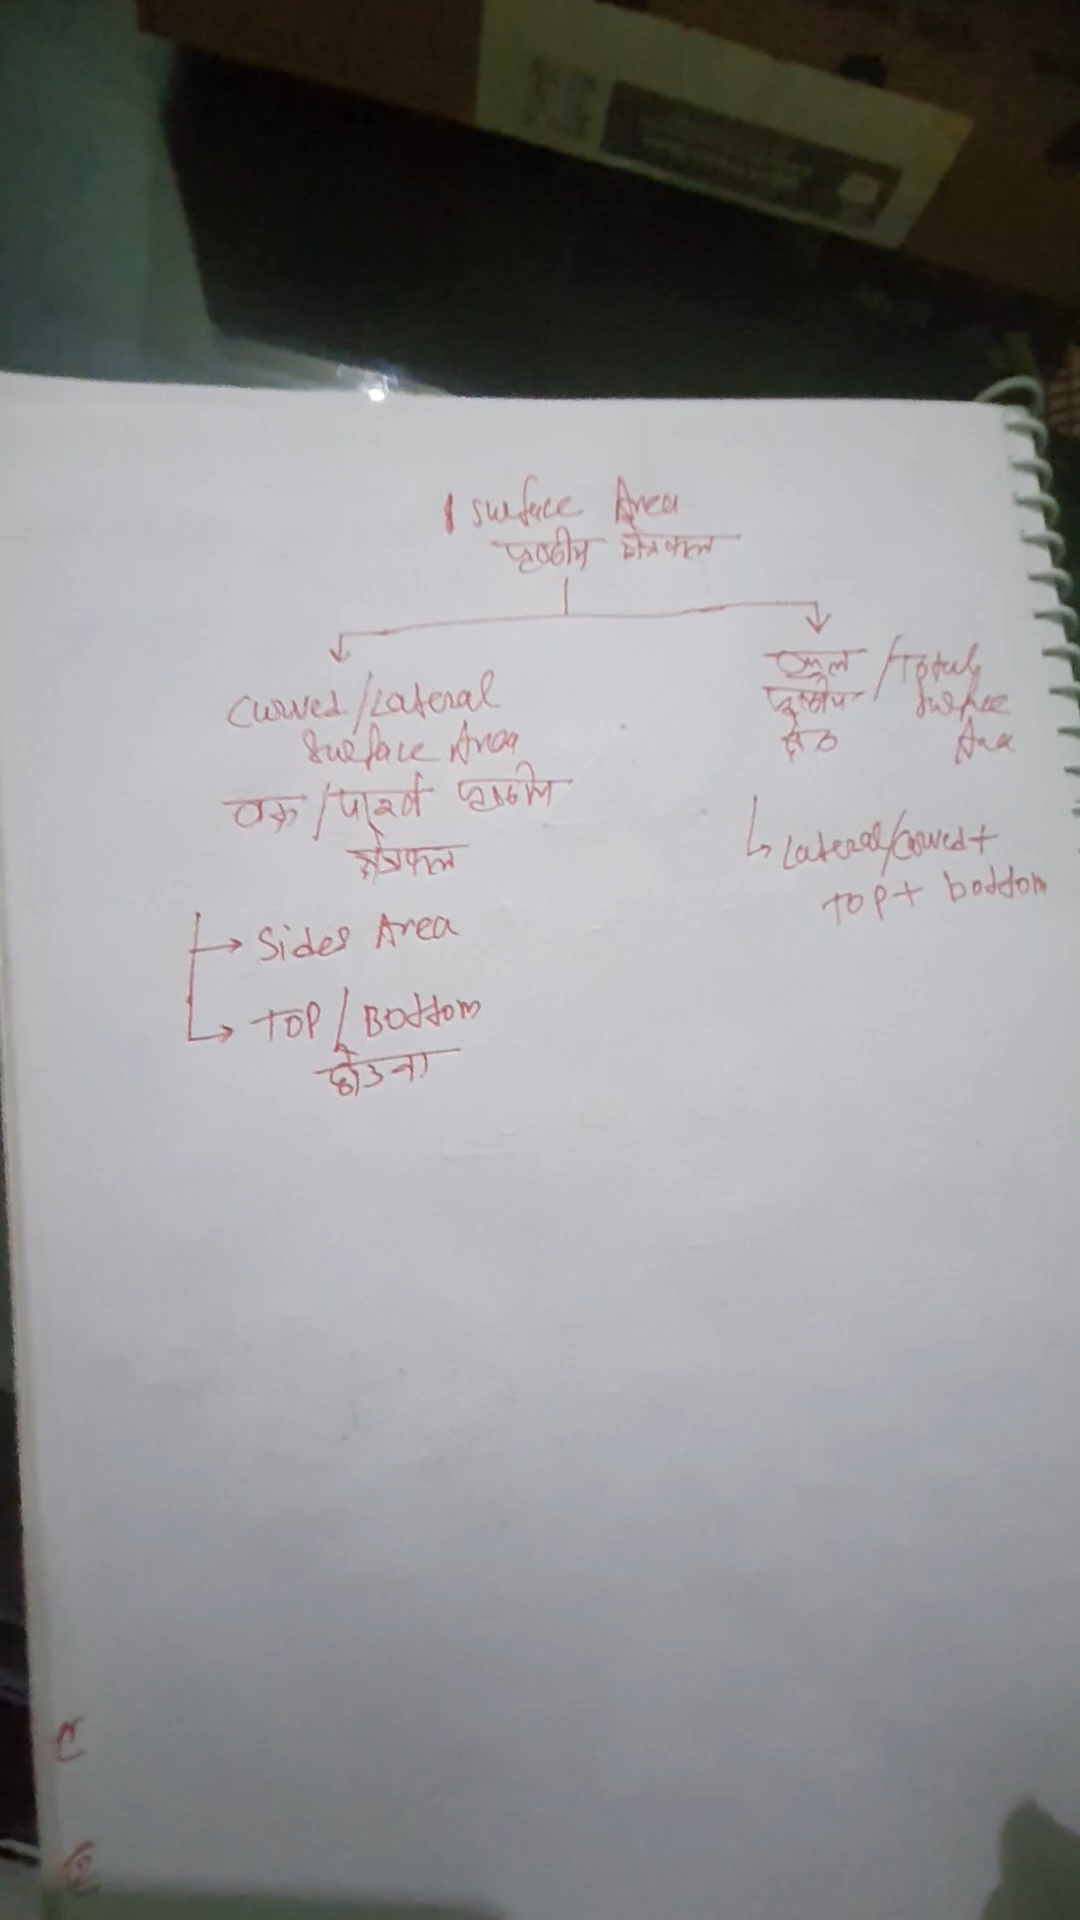 Surface Area
पृष्ठीय क्षेत्रफल
Curved/Lateral
Surface Area
वक्र/पार्श्व पृष्ठीय
क्षेत्रफल
→ Sides Area
→ TOP/Bottom
छोडना
कुल / Total
पृष्ठीय Surface
क्षे० Area
Lateral/Curved+
TOP+ bottom